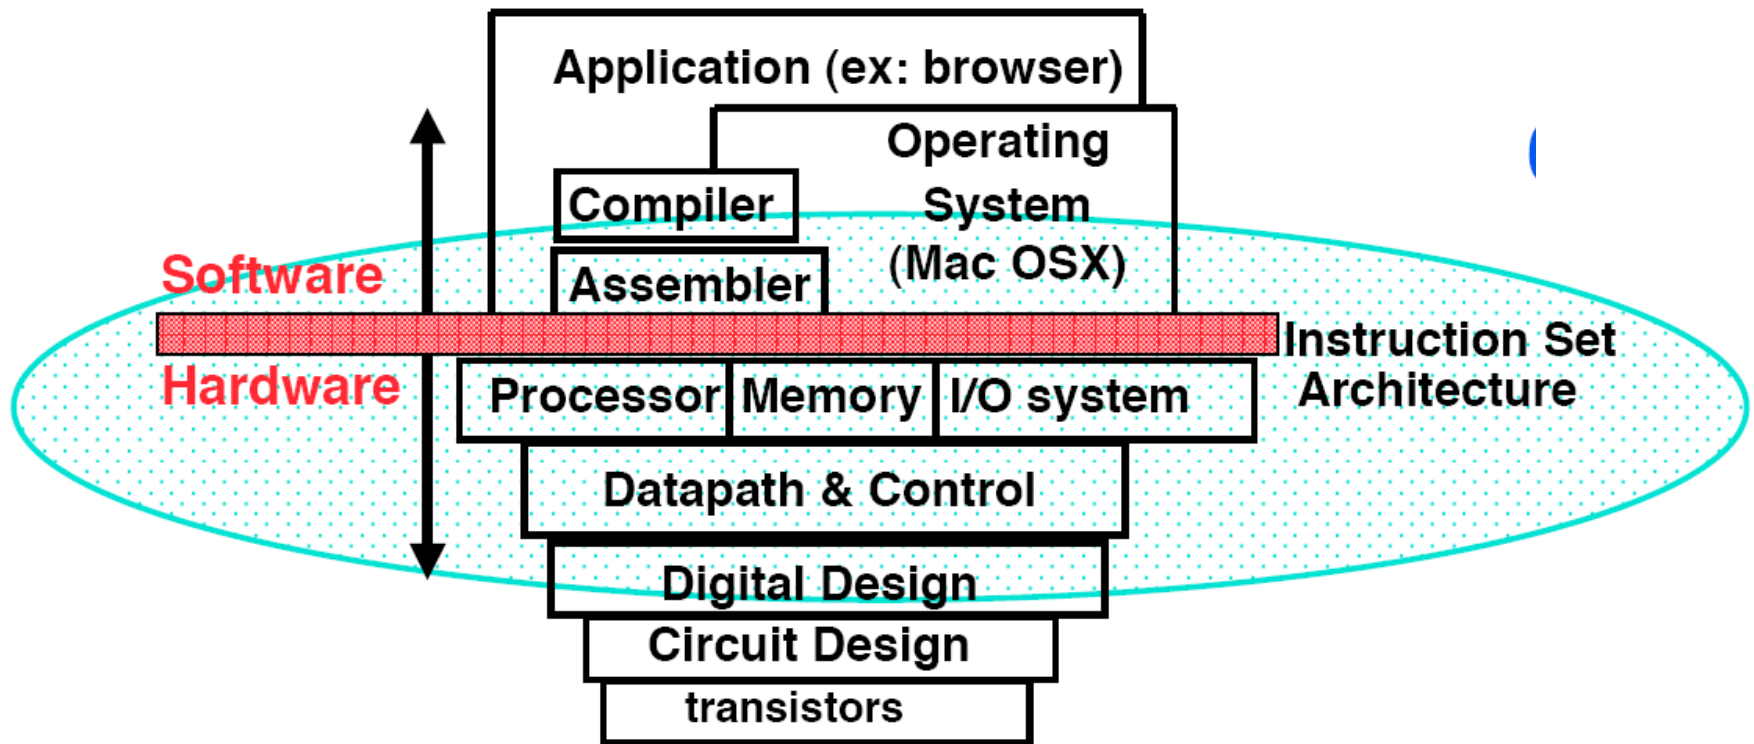 Application (ex: browser)
Operating
System
(Mac OSX)
Compiler
Assembler
Software
Hardware
Instruction Set
Architecture
Processor
Memory
I/O system
Datapath & Control
Digital Design
Circuit Design
transistors